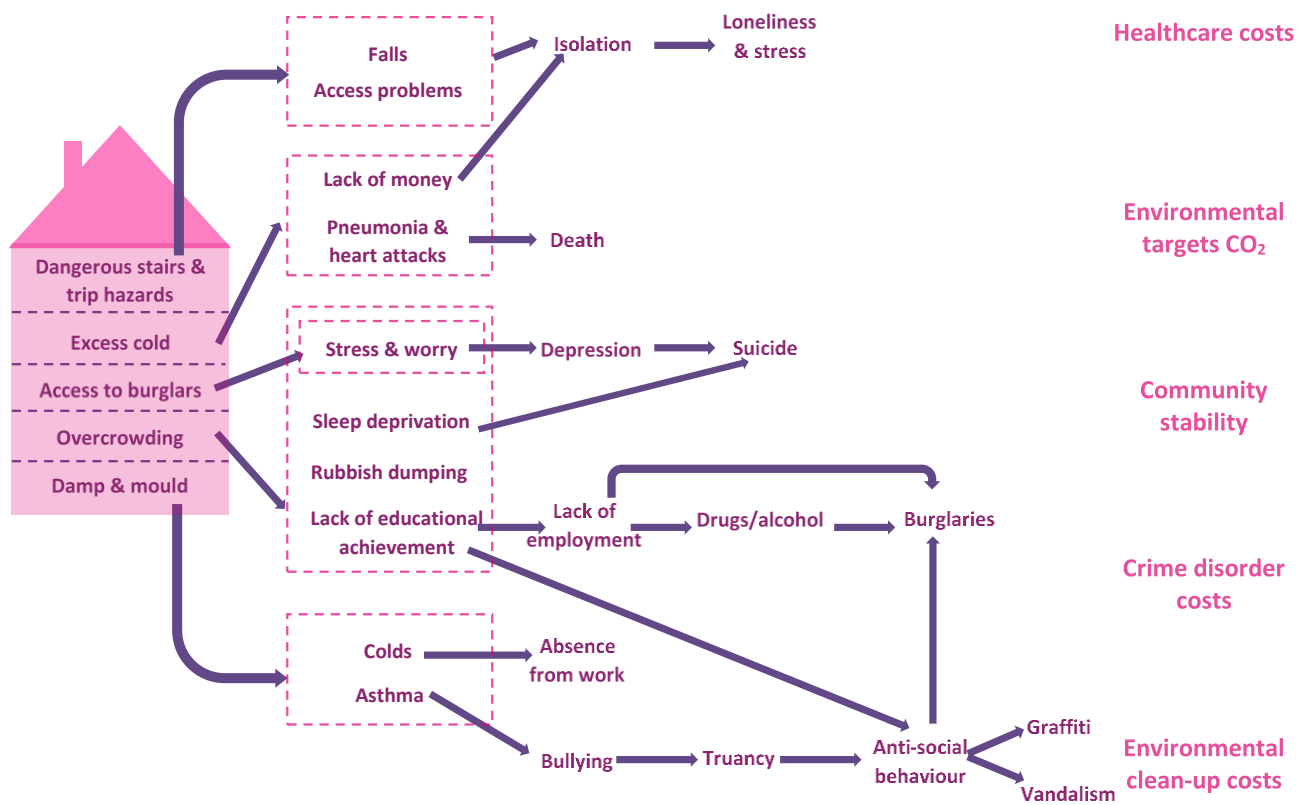 Dangerous stairs &
trip hazards
Excess cold
Access to burglars
Overcrowding
Damp & mould
Falls
Access problems
Isolation
Loneliness
& stress
Lack of money
Pneumonia &
heart attacks
Death
Stress & worry
Depression
Suicide
Sleep deprivation
Rubbish dumping
Lack of educational
achievement
Lack of
employment
Drugs/alcohol
Burglaries
Colds
Absence
from work
Asthma
Bullying
Truancy
Anti-social
behaviour
Graffiti
Vandalism
Healthcare costs
Environmental
targets CO₂
Community
stability
Crime disorder
costs
Environmental
clean-up costs